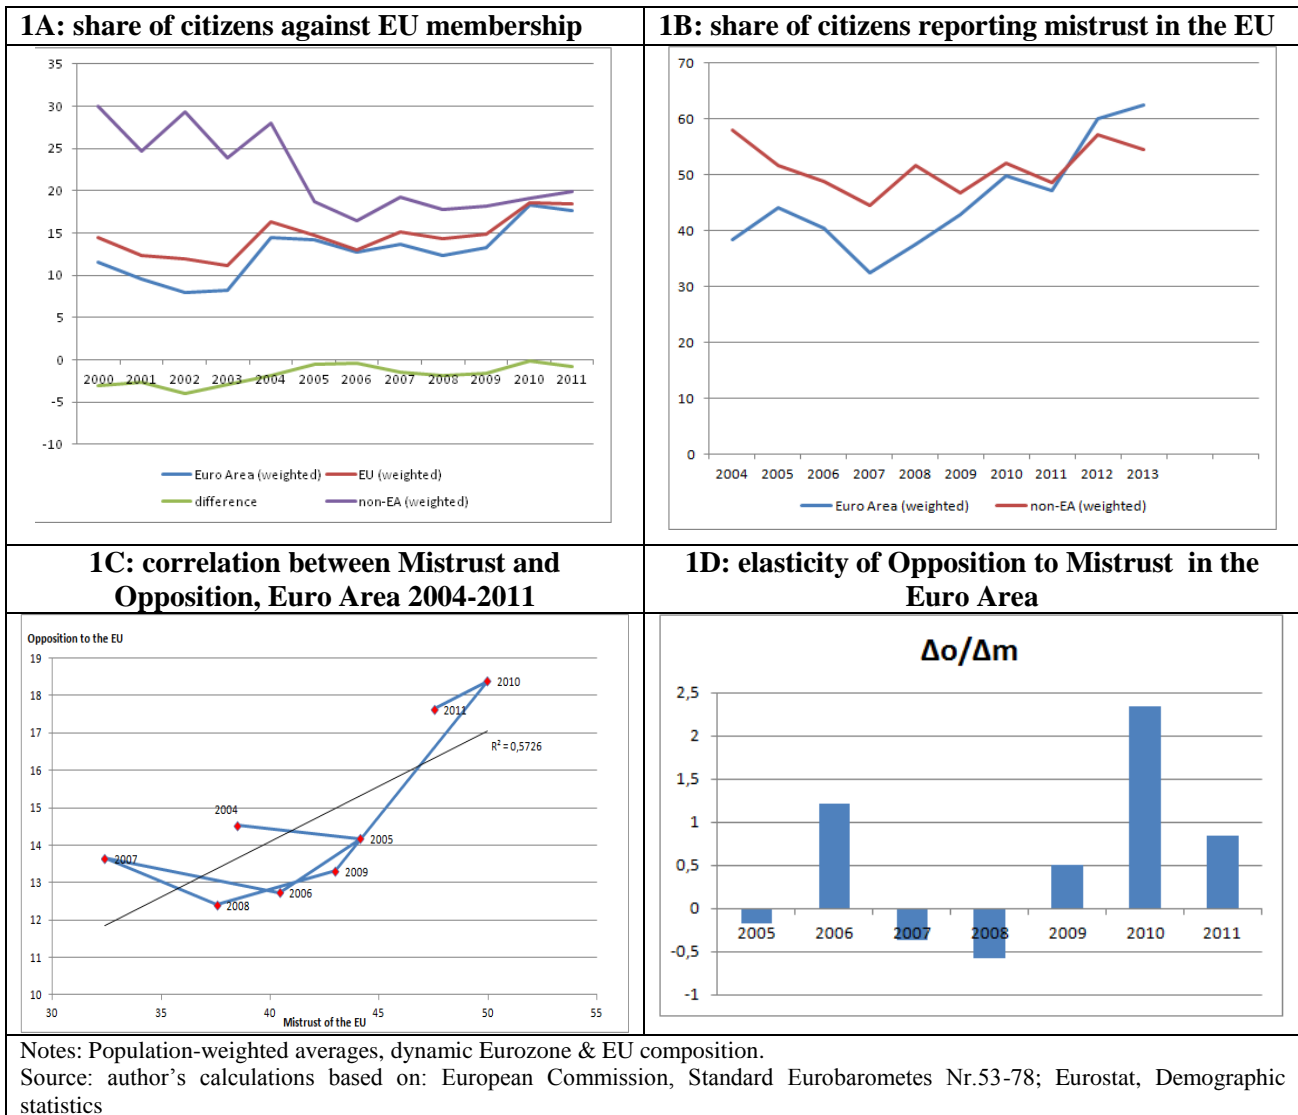 1A: share of citizens against EU membership
35
30
25
20
15
10
5
0
-5
-10
2000 2001 2002 2003 2004 2005 2006 2007 2008 2009 2010 2011
Euro Area (weighted) EU (weighted)
difference non-EA (weighted)
1B: share of citizens reporting mistrust in the EU
70
60
50
40
30
20
10
0
2004 2005 2006 2007 2008 2009 2010 2011 2012 2013
Euro Area (weighted) non-EA (weighted)
1C: correlation between Mistrust and
Opposition, Euro Area 2004-2011
Opposition to the EU
19
18
17
16
15
14
13
12
11
10
2010
2011
R² = 0,5726
2004
2005
2007
2009
2006
2008
30 35 40 45 50 55
Mistrust of the EU
1D: elasticity of Opposition to Mistrust in the
Euro Area
Δo/Δm
2,5
2
1,5
1
0,5
0
-0,5
-1
2005 2006 2007 2008 2009 2010 2011
Notes: Population-weighted averages, dynamic Eurozone & EU composition.
Source: author's calculations based on: European Commission, Standard Eurobarometes Nr.53-78; Eurostat, Demographic
statistics